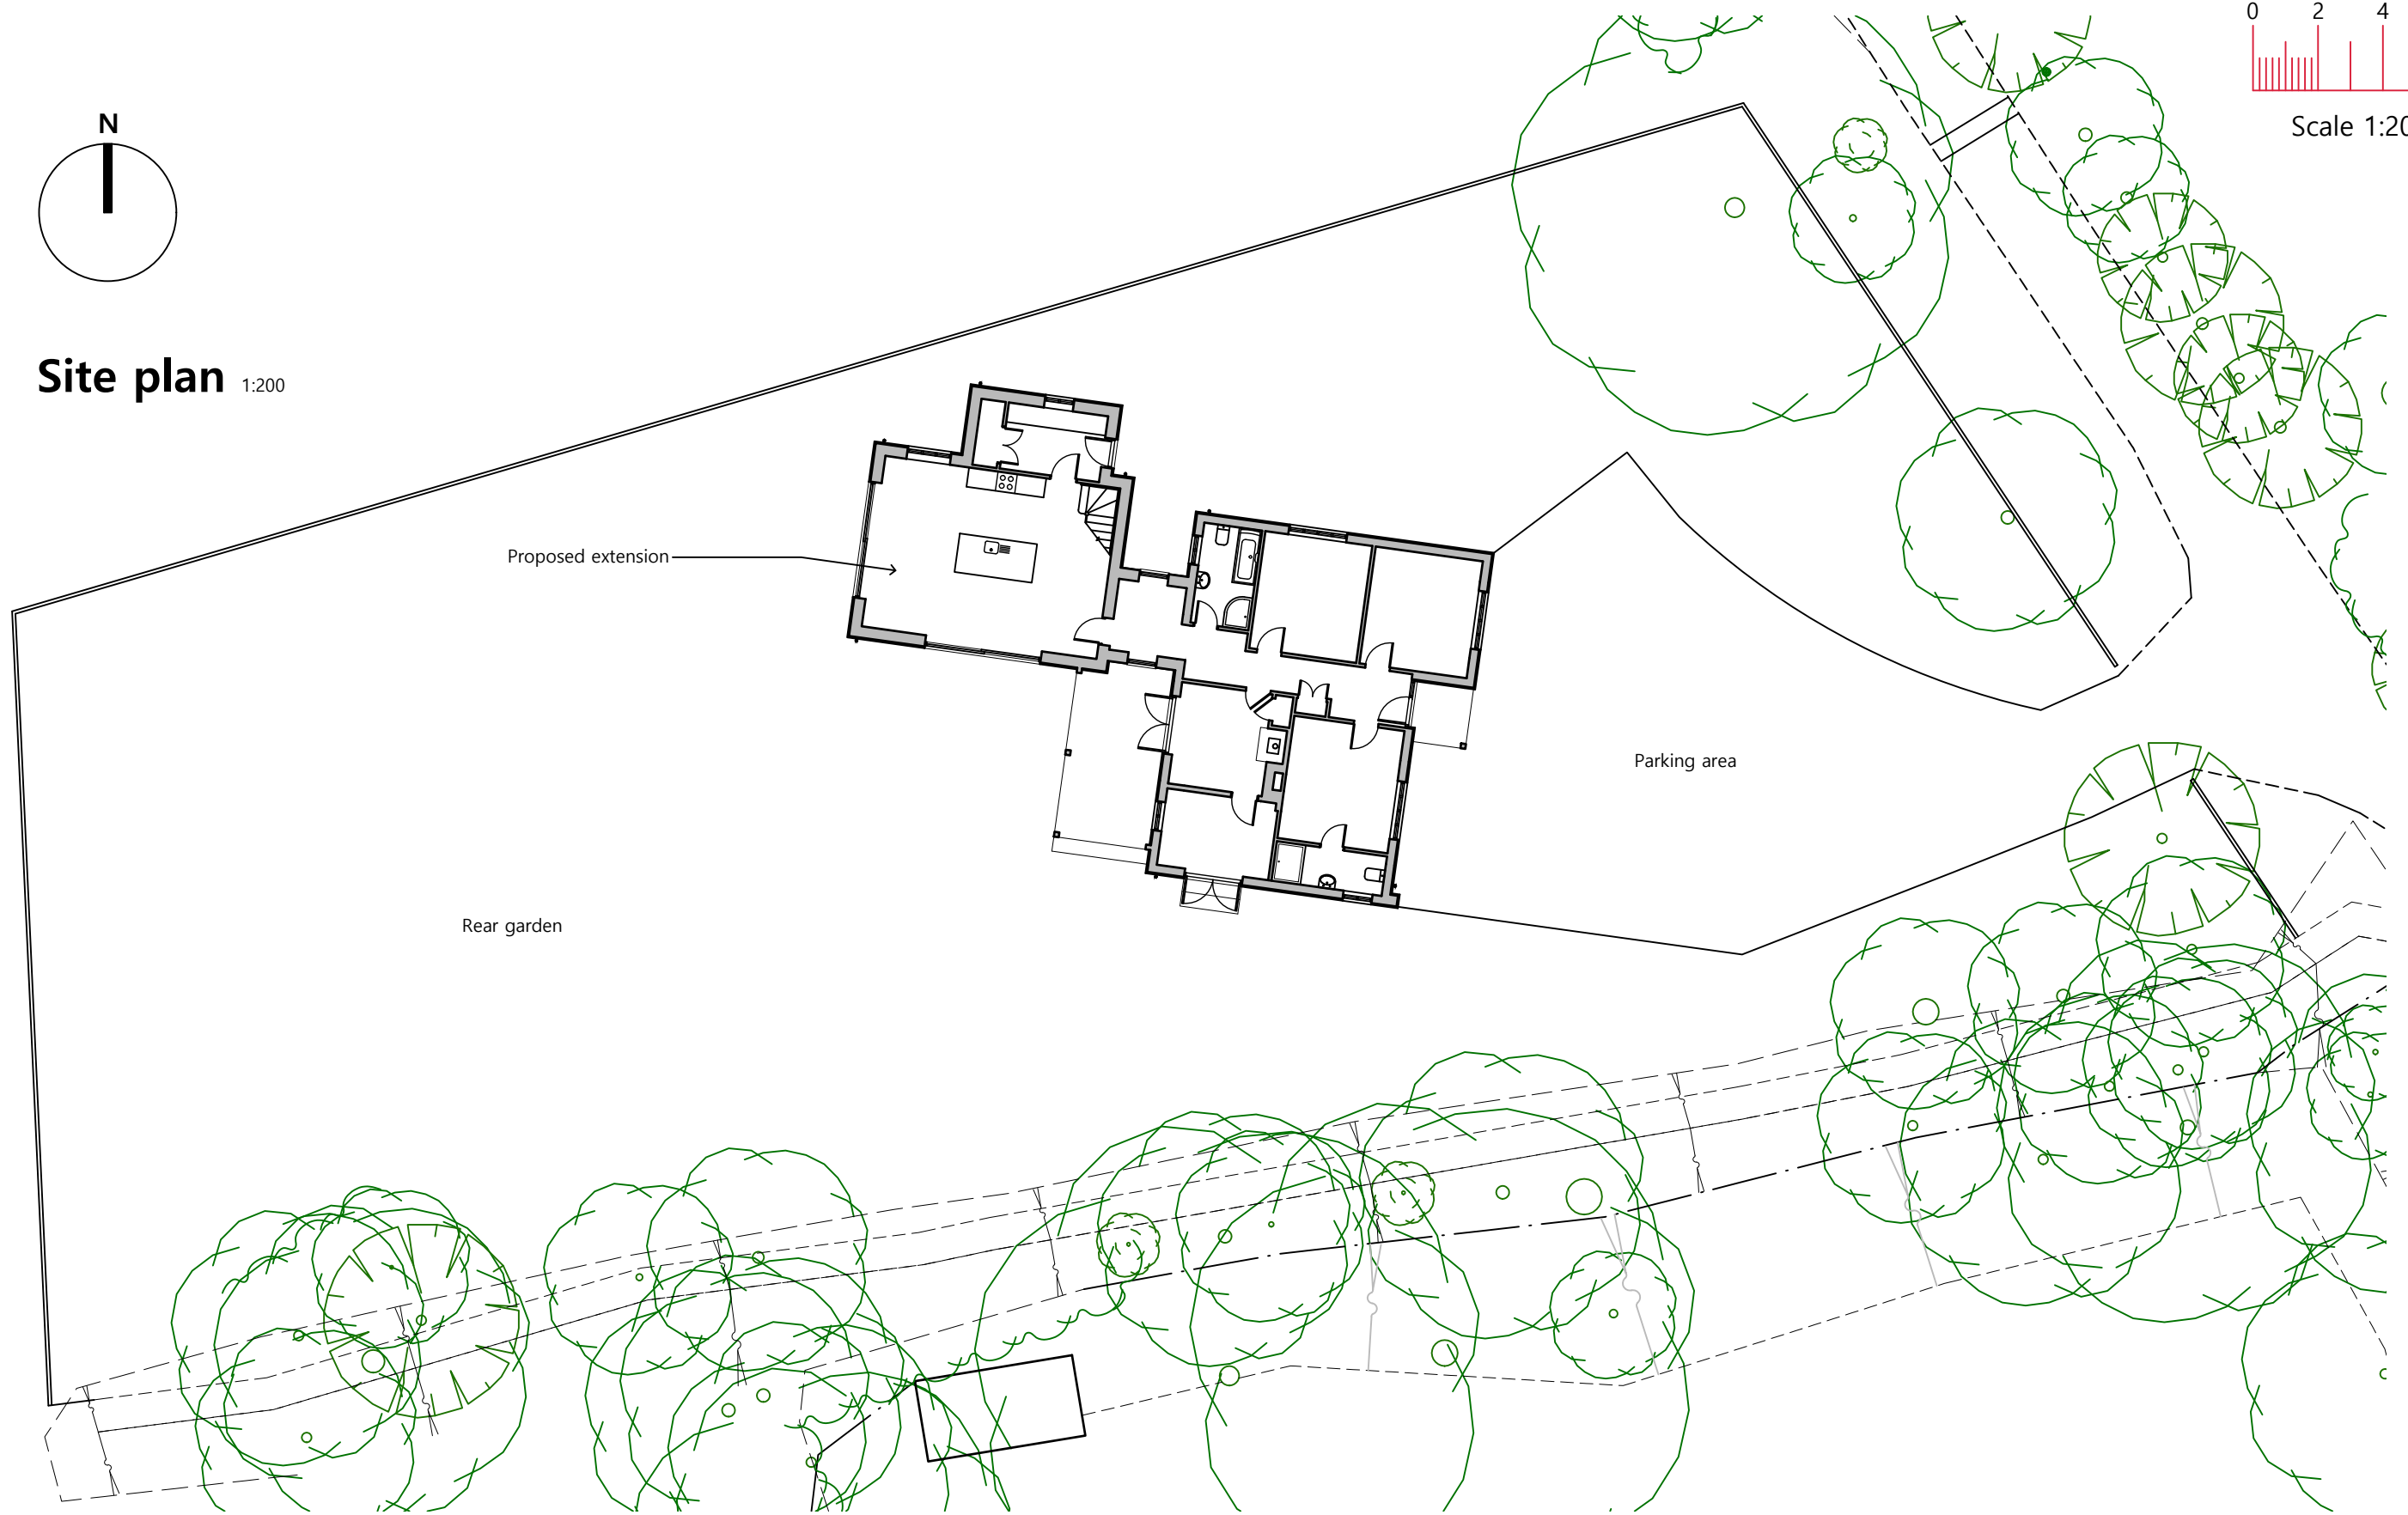 0 2 4
Scale 1:20
N
Site plan 1:200
Proposed extension
Parking area
Rear garden